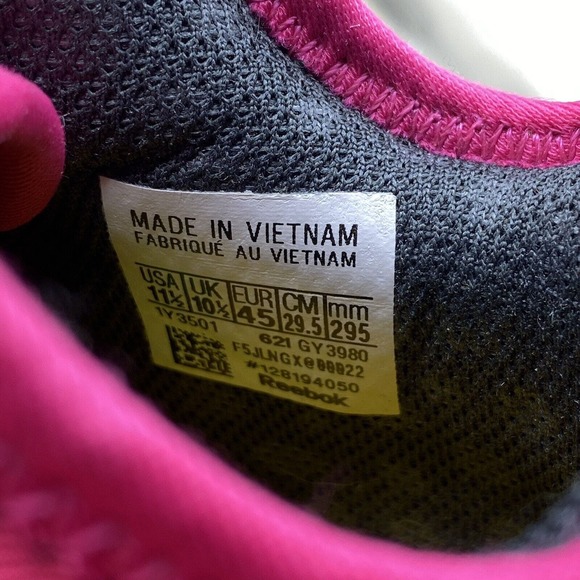 MADE IN VIETNAM
FABRIQUÉ AU VIETNAM
USA UK EUR CM mm
11½ 10½ 45 29.5 295
1Y3501 621 GY3980
F5JLNGX@DDD22
#128194050
Reebok